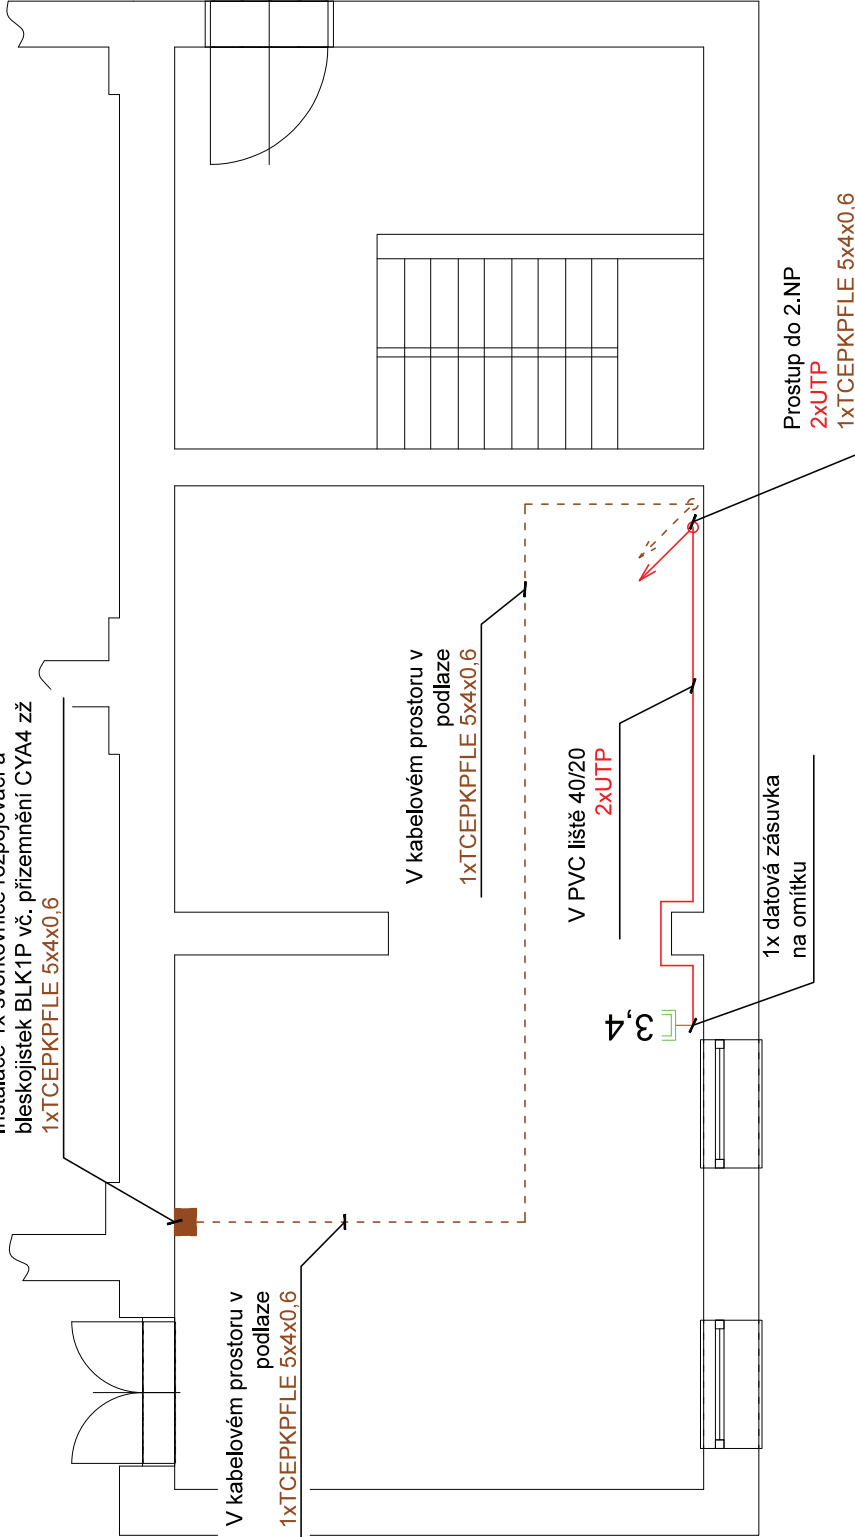 bleskojistek BLK1P vč. přizemnění CYA4 zž
1xTCEPKPFLE 5x4x0,6
V kabelovém prostoru v
podlaze
1xTCEPKPFLE 5x4x0,6
V kabelovém prostoru v
podlaze
1xTCEPKPFLE 5x4x0,6
V PVC liště 40/20
2xUTP
3,4
1x datová zásuvka
na omítku
Prostup do 2.NP
2xUTP
1xTCEPKPFLE 5x4x0,6